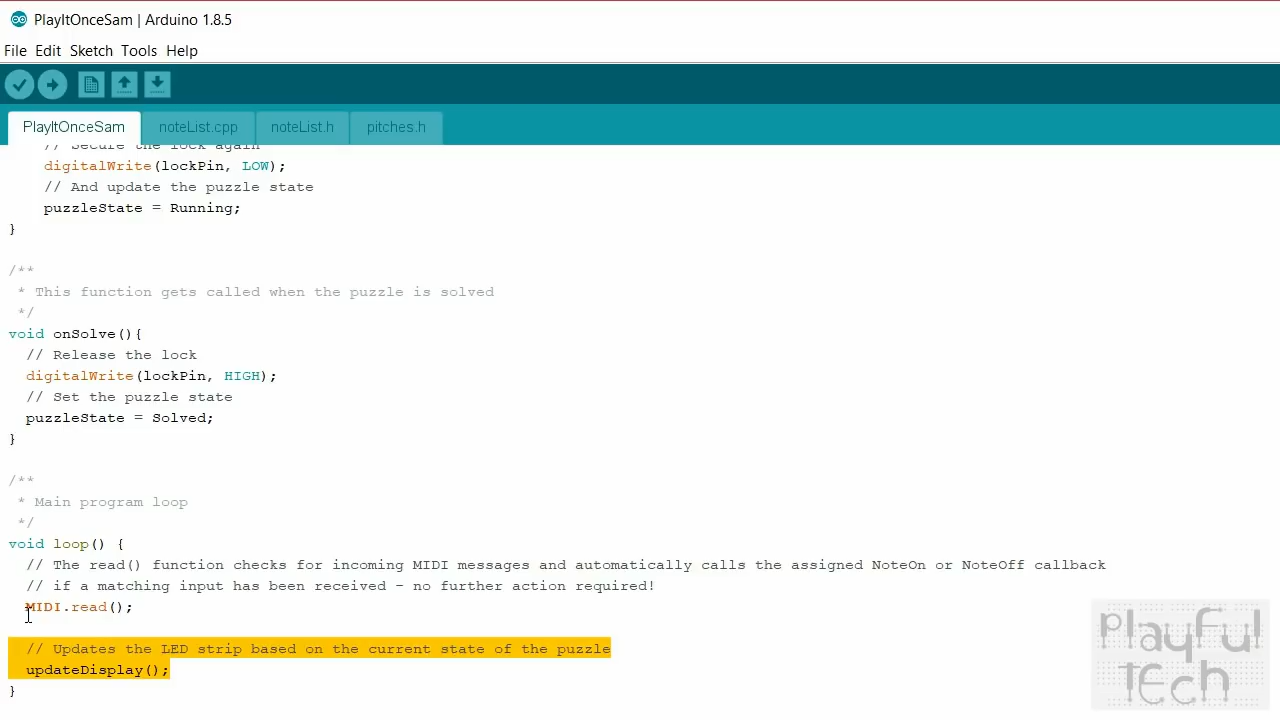 PlayItOnceSam | Arduino 1.8.5
File Edit Sketch Tools Help
PlayItOnceSam noteList.cpp noteList.h pitches.h
// Secure the lock again
digitalWrite(lockPin, LOW);
// And update the puzzle state
puzzleState = Running;
}
/**
* This function gets called when the puzzle is solved
*/
void onSolve(){
// Release the lock
digitalWrite(lockPin, HIGH);
// Set the puzzle state
puzzleState = Solved;
}
/**
* Main program loop
*/
void loop() {
// The read() function checks for incoming MIDI messages and automatically calls the assigned NoteOn or NoteOff callback
// if a matching input has been received - no further action required!
MIDI.read();
// Updates the LED strip based on the current state of the puzzle
updateDisplay();
}
PlayFul
TEch